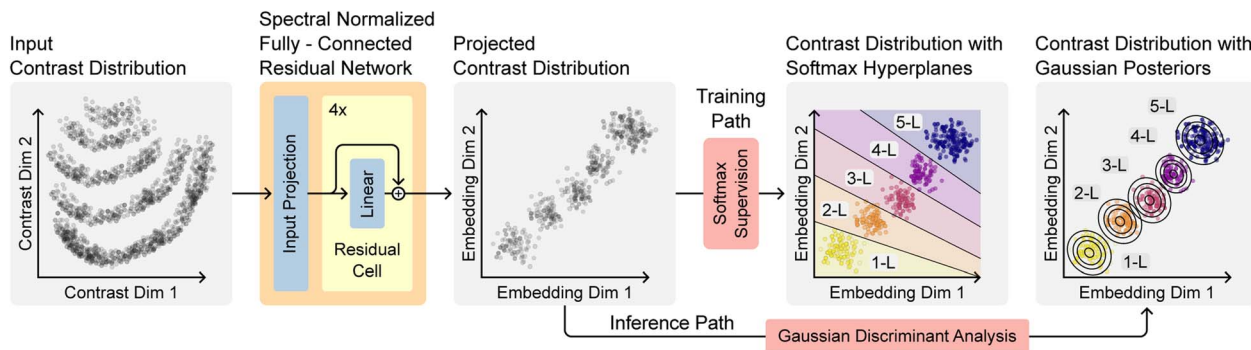 Input
Contrast Distribution
Contrast Dim 2
Contrast Dim 1
Spectral Normalized
Fully - Connected
Residual Network
Input Projection
4x
Linear
Residual
Cell
Projected
Contrast Distribution
Embedding Dim 2
Embedding Dim 1
Training
Path
Softmax
Supervision
Contrast Distribution with
Softmax Hyperplanes
Embedding Dim 2
5-L
4-L
3-L
2-L
1-L
Embedding Dim 1
Contrast Distribution with
Gaussian Posteriors
Embedding Dim 2
5-L
4-L
3-L
2-L
1-L
Embedding Dim 1
Inference Path
Gaussian Discriminant Analysis